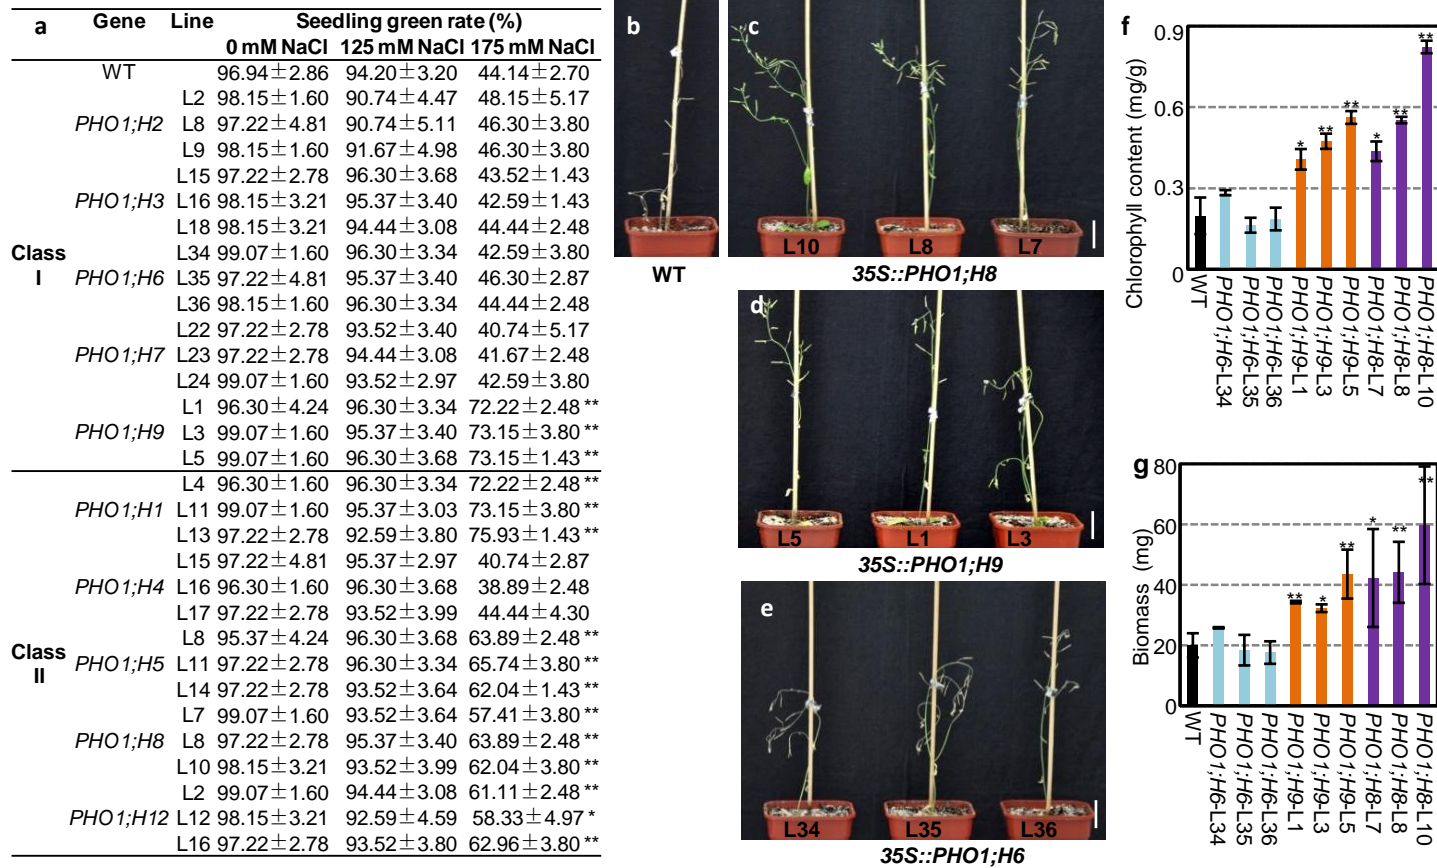 a Gene Line Seedling green rate (%)
0 mM NaCl 125 mM NaCl 175 mM NaCl
WT 96.94±2.86 94.20±3.20 44.14±2.70
L2 98.15±1.60 90.74±4.47 48.15±5.17
PHO1;H2 L8 97.22±4.81 90.74±5.11 46.30±3.80
L9 98.15±1.60 91.67±4.98 46.30±3.80
L15 97.22±2.78 96.30±3.68 43.52±1.43
PHO1;H3 L16 98.15±3.21 95.37±3.40 42.59±1.43
L18 98.15±3.21 94.44±3.08 44.44±2.48
Class L34 99.07±1.60 96.30±3.34 42.59±3.80
I PHO1;H6 L35 97.22±4.81 95.37±3.40 46.30±2.87
L36 98.15±1.60 96.30±3.34 44.44±2.48
L22 97.22±2.78 93.52±3.40 40.74±5.17
PHO1;H7 L23 97.22±2.78 94.44±3.08 41.67±2.48
L24 99.07±1.60 93.52±2.97 42.59±3.80
L1 96.30±4.24 96.30±3.34 72.22±2.48 **
PHO1;H9 L3 99.07±1.60 95.37±3.40 73.15±3.80 **
L5 99.07±1.60 96.30±3.68 73.15±1.43 **
L4 96.30±1.60 96.30±3.34 72.22±2.48 **
PHO1;H1 L11 99.07±1.60 95.37±3.03 73.15±3.80 **
L13 97.22±2.78 92.59±3.80 75.93±1.43 **
L15 97.22±4.81 95.37±2.97 40.74±2.87
PHO1;H4 L16 96.30±1.60 96.30±3.68 38.89±2.48
L17 97.22±2.78 93.52±3.99 44.44±4.30
Class L8 95.37±4.24 96.30±3.68 63.89±2.48 **
II PHO1;H5 L11 97.22±2.78 96.30±3.34 65.74±3.80 **
L14 97.22±2.78 93.52±3.64 62.04±1.43 **
L7 99.07±1.60 93.52±3.64 57.41±3.80 **
PHO1;H8 L8 97.22±2.78 95.37±3.40 63.89±2.48 **
L10 98.15±3.21 93.52±3.99 62.04±3.80 **
L2 99.07±1.60 94.44±3.08 61.11±2.48 **
PHO1;H12 L12 98.15±3.21 92.59±4.59 58.33±4.97 *
L16 97.22±2.78 93.52±3.80 62.96±3.80 **
b
WT
c
L10 L8 L7
35S::PHO1;H8
d
L5 L1 L3
35S::PHO1;H9
e
L34 L35 L36
35S::PHO1;H6
f
Chlorophyll content (mg/g)
0.9
0.6
0.3
0
* ** ** * ** **
WT
PHO1;H6-L34
PHO1;H6-L35
PHO1;H6-L36
PHO1;H9-L1
PHO1;H9-L3
PHO1;H9-L5
PHO1;H8-L7
PHO1;H8-L8
PHO1;H8-L10
g
Biomass (mg)
80
60
40
20
0
** * ** * ** **
WT
PHO1;H6-L34
PHO1;H6-L35
PHO1;H6-L36
PHO1;H9-L1
PHO1;H9-L3
PHO1;H9-L5
PHO1;H8-L7
PHO1;H8-L8
PHO1;H8-L10